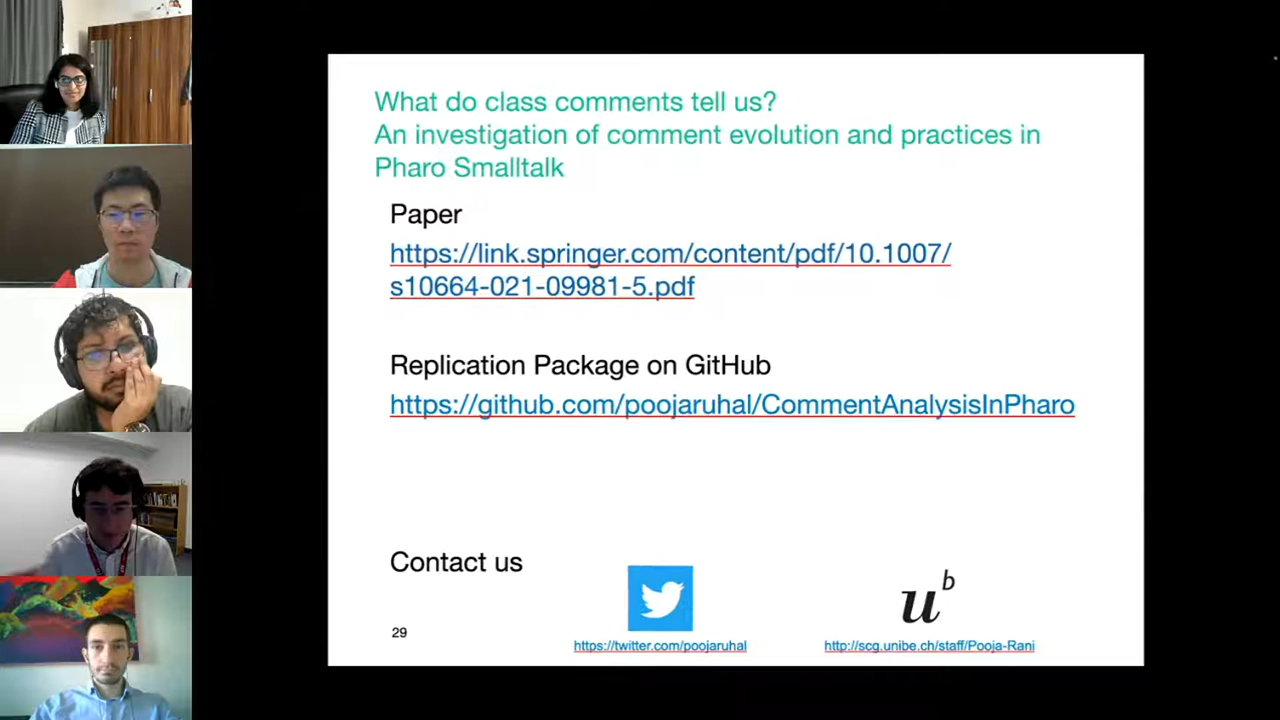 What do class comments tell us?
An investigation of comment evolution and practices in
Pharo Smalltalk
Paper
https://link.springer.com/content/pdf/10.1007/
s10664-021-09981-5.pdf
Replication Package on GitHub
https://github.com/poojaruhal/CommentAnalysisInPharo
Contact us
u b
29
https://twitter.com/poojaruhal
http://scg.unibe.ch/staff/Pooja-Rani